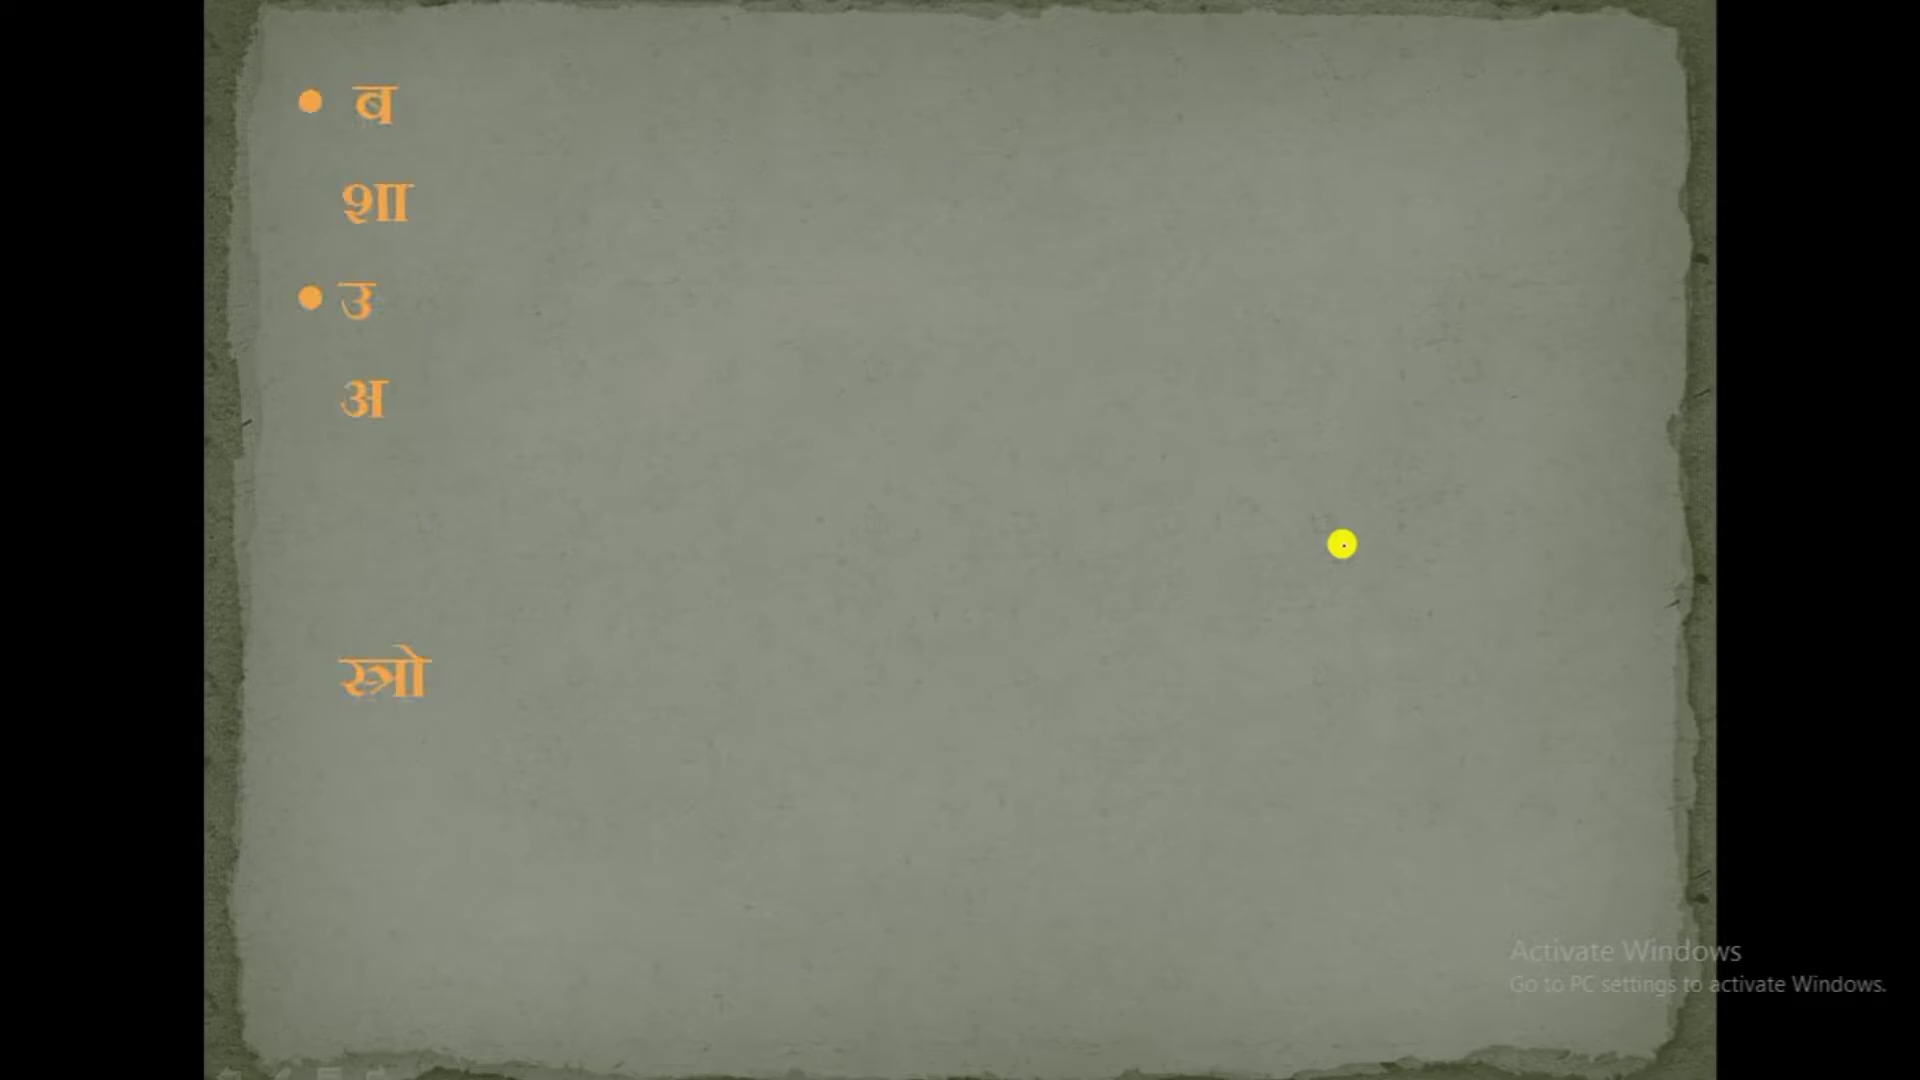 • ब
शा
• उ
अ
स्त्रो
Activate Windows
Go to PC settings to activate Windows.